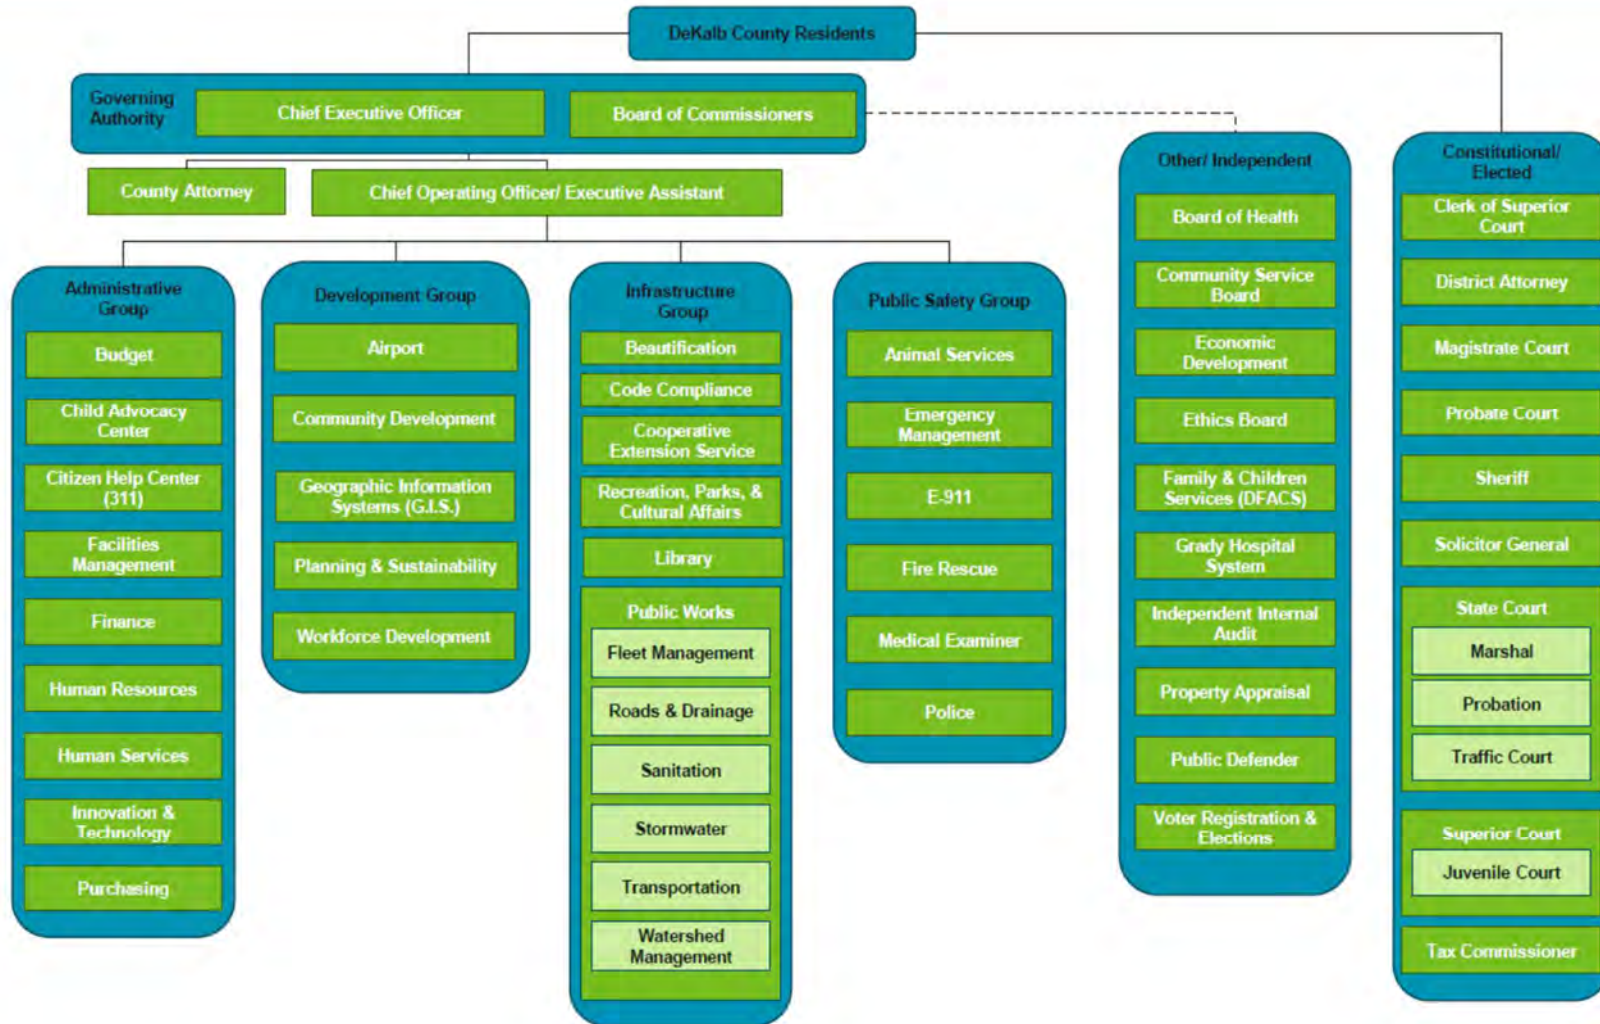 DeKalb County Residents
Governing
Authority
Chief Executive Officer
Board of Commissioners
County Attorney
Chief Operating Officer/ Executive Assistant
Administrative
Group
Budget
Child Advocacy
Center
Citizen Help Center
(311)
Facilities
Management
Finance
Human Resources
Human Services
Innovation &
Technology
Purchasing
Development Group
Airport
Community Development
Geographic Information
Systems (G.I.S.)
Planning & Sustainability
Workforce Development
Infrastructure
Group
Beautification
Code Compliance
Cooperative
Extension Service
Recreation, Parks, &
Cultural Affairs
Library
Public Works
Fleet Management
Roads & Drainage
Sanitation
Stormwater
Transportation
Watershed
Management
Public Safety Group
Animal Services
Emergency
Management
E-911
Fire Rescue
Medical Examiner
Police
Other/ Independent
Board of Health
Community Service
Board
Economic
Development
Ethics Board
Family & Children
Services (DFACS)
Grady Hospital
System
Independent Internal
Audit
Property Appraisal
Public Defender
Voter Registration &
Elections
Constitutional/
Elected
Clerk of Superior
Court
District Attorney
Magistrate Court
Probate Court
Sheriff
Solicitor General
State Court
Marshal
Probation
Traffic Court
Superior Court
Juvenile Court
Tax Commissioner